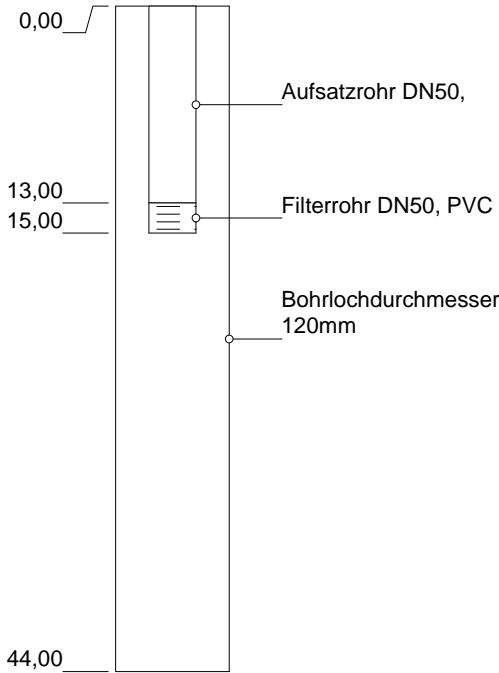 0,00
Aufsatzrohr DN50,
13,00
Filterrohr DN50, PVC
15,00
Bohrlochdurchmesser
120mm
44,00